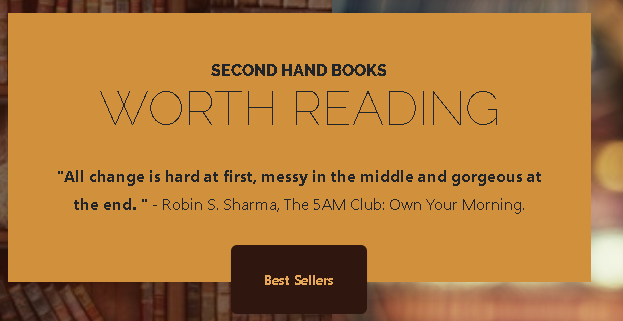 SECOND HAND BOOKS
WORTH READING
"All change is hard at first, messy in the middle and gorgeous at
the end. " - Robin S. Sharma, The 5AM Club: Own Your Morning.
Best Sellers